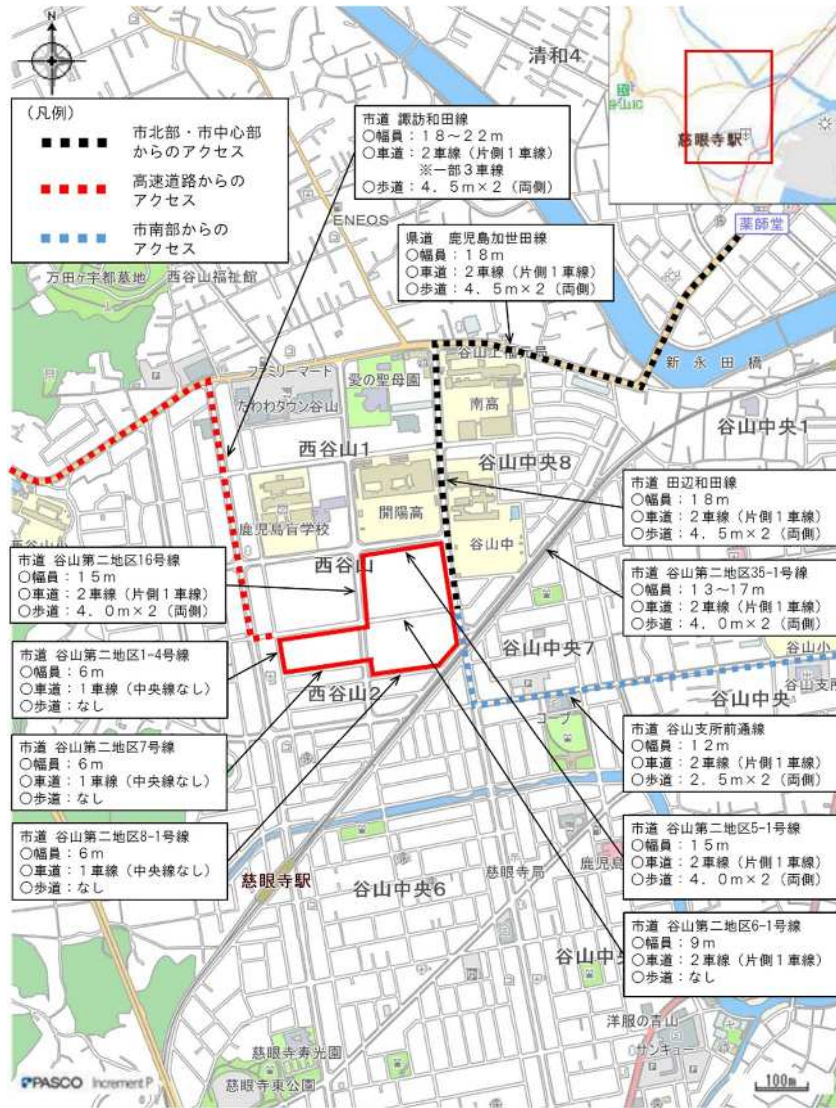 N
清和4
(凡例)
市北部・市中心部
からのアクセス
高速道路からの
アクセス
市南部からの
アクセス
市道 諏訪和田線
○幅員：18～22m
○車道：2車線（片側1車線）
※一部3車線
○歩道：4．5m×2（両側）
慈眼寺駅
薬師堂
ENEOS
県道 鹿児島加世田線
○幅員：18m
○車道：2車線（片側1車線）
○歩道：4．5m×2（両側）
万田ヶ宇都墓地
西谷山福祉館
新永田橋
ファミリーマート
たわわタウン谷山
愛の聖母園
南高
谷山中央1
西谷山1
谷山中央8
鹿児島盲学校
開陽高
谷山中
市道 田辺和田線
○幅員：18m
○車道：2車線（片側1車線）
○歩道：4．5m×2（両側）
市道 谷山第二地区16号線
○幅員：15m
○車道：2車線（片側1車線）
○歩道：4．0m×2（両側）
西谷山
市道 谷山第二地区35-1号線
○幅員：13～17m
○車道：2車線（片側1車線）
○歩道：4．0m×2（両側）
市道 谷山第二地区1-4号線
○幅員：6m
○車道：1車線（中央線なし）
○歩道：なし
谷山中央7
谷山小
西谷山2
谷山中央
谷山支所
コープ
市道 谷山第二地区7号線
○幅員：6m
○車道：1車線（中央線なし）
○歩道：なし
市道 谷山支所前通線
○幅員：12m
○車道：2車線（片側1車線）
○歩道：2．5m×2（両側）
市道 谷山第二地区8-1号線
○幅員：6m
○車道：1車線（中央線なし）
○歩道：なし
市道 谷山第二地区5-1号線
○幅員：15m
○車道：2車線（片側1車線）
○歩道：4．0m×2（両側）
慈眼寺駅
谷山中央6
慈眼寺局
鹿児島
市道 谷山第二地区6-1号線
○幅員：9m
○車道：2車線（片側1車線）
○歩道：なし
谷山中
洋服の青山
サンキュー
慈眼寺寿光園
慈眼寺東公園
PASCO Increment P
100m